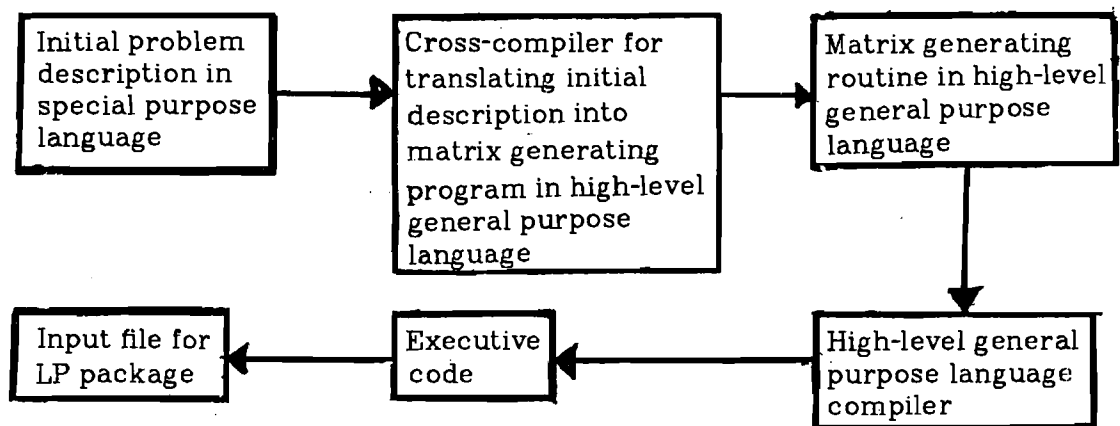 Initial problem
description in
special purpose
language
Cross-compiler for
translating initial
description into
matrix generating
program in high-level
general purpose
language
Matrix generating
routine in high-level
general purpose
language
High-level general
purpose language
compiler
Executive
code
Input file for
LP package